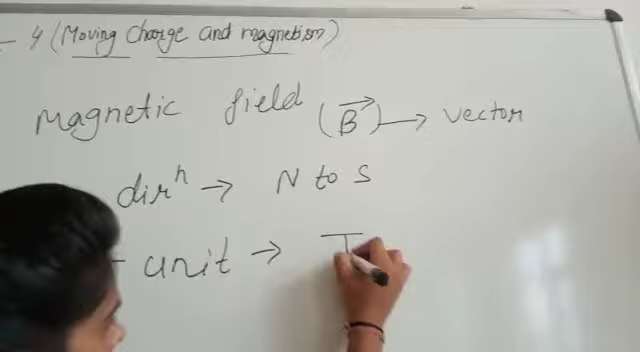 - 4 (Moving charge and magnetism)
Magnetic field (B⃗) → vector
dirⁿ → N to S
- unit → T